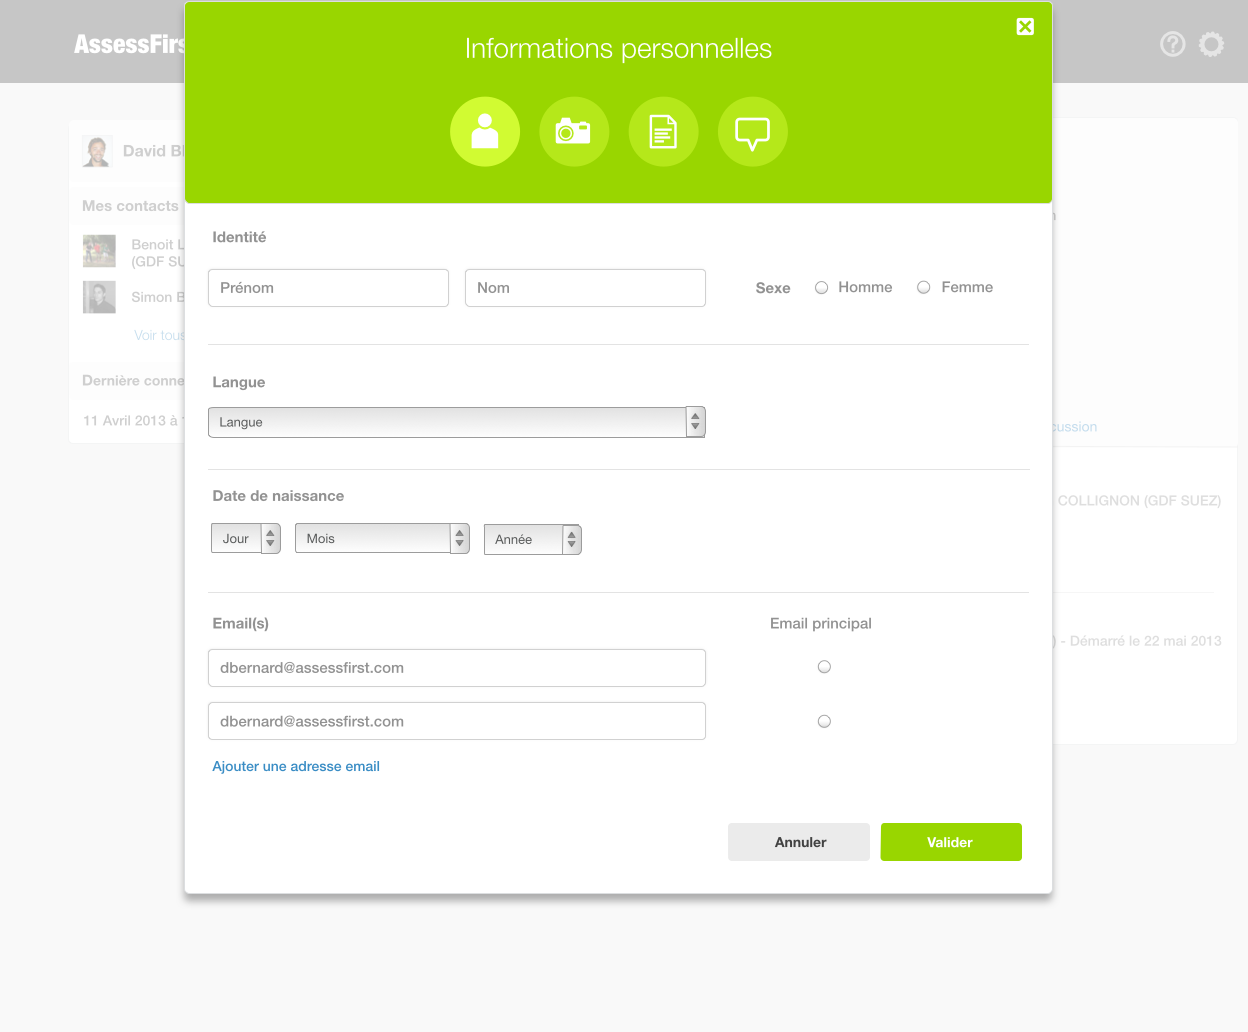 AssessFirs
Informations personnelles
David B
Mes contacts
Benoit L
(GDF SU
Simon B
Voir tous
Dernière conne
11 Avril 2013 à
Identité
Prénom
Nom
Sexe
Homme
Femme
Langue
Langue
Date de naissance
Jour
Mois
Année
Email(s)
Email principal
dbernard@assessfirst.com
dbernard@assessfirst.com
Ajouter une adresse email
Annuler
Valider
n
cussion
COLLIGNON (GDF SUEZ)
) - Démarré le 22 mai 2013